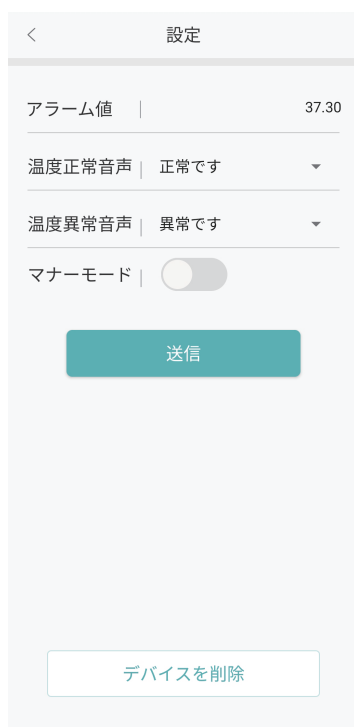 設定
アラーム値 37.30
温度正常音声 正常です
温度異常音声 異常です
マナーモード
送信
デバイスを削除